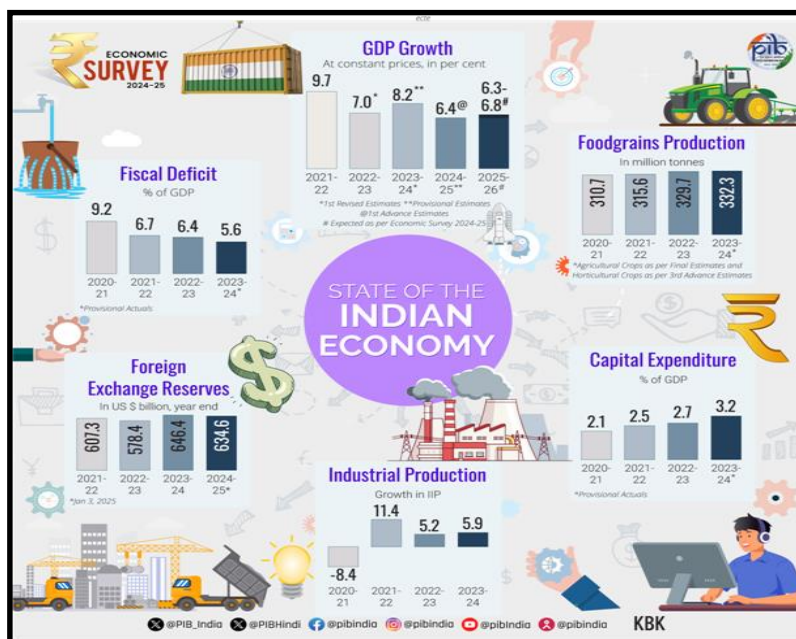 ECONOMIC
SURVEY
2024-25
GDP Growth
At constant prices, in per cent
9.7
7.0*
8.2**
6.4@
6.3-
6.8#
2021-
22
2022-
23
2023-
24*
2024-
25**
2025-
26#
*1st Revised Estimates **Provisional Estimates
@1st Advance Estimates
# Expected as per Economic Survey 2024-25
pib
Fiscal Deficit
% of GDP
9.2
6.7
6.4
5.6
2020-
21
2021-
22
2022-
23
2023-
24*
*Provisional Actuals
Foodgrains Production
In million tonnes
310.7
315.6
329.7
332.3
2020-
21
2021-
22
2022-
23
2023-
24*
*Agricultural Crops as per Final Estimates and
Horticultural Crops as per 3rd Advance Estimates
STATE OF THE
INDIAN
ECONOMY
Foreign
Exchange Reserves
In US $ billion, year end
607.3
578.4
646.4
634.6
2021-
22
2022-
23
2023-
24
2024-
25*
*Jan 3, 2025
Capital Expenditure
% of GDP
2.1
2.5
2.7
3.2
2020-
21
2021-
22
2022-
23
2023-
24*
*Provisional Actuals
Industrial Production
Growth in IIP
-8.4
11.4
5.2
5.9
2020-
21
2021-
22
2022-
23
2023-
24
@PIB_India @PIBHindi @pibindia @pibindia @PIBIndia @pibindia KBK